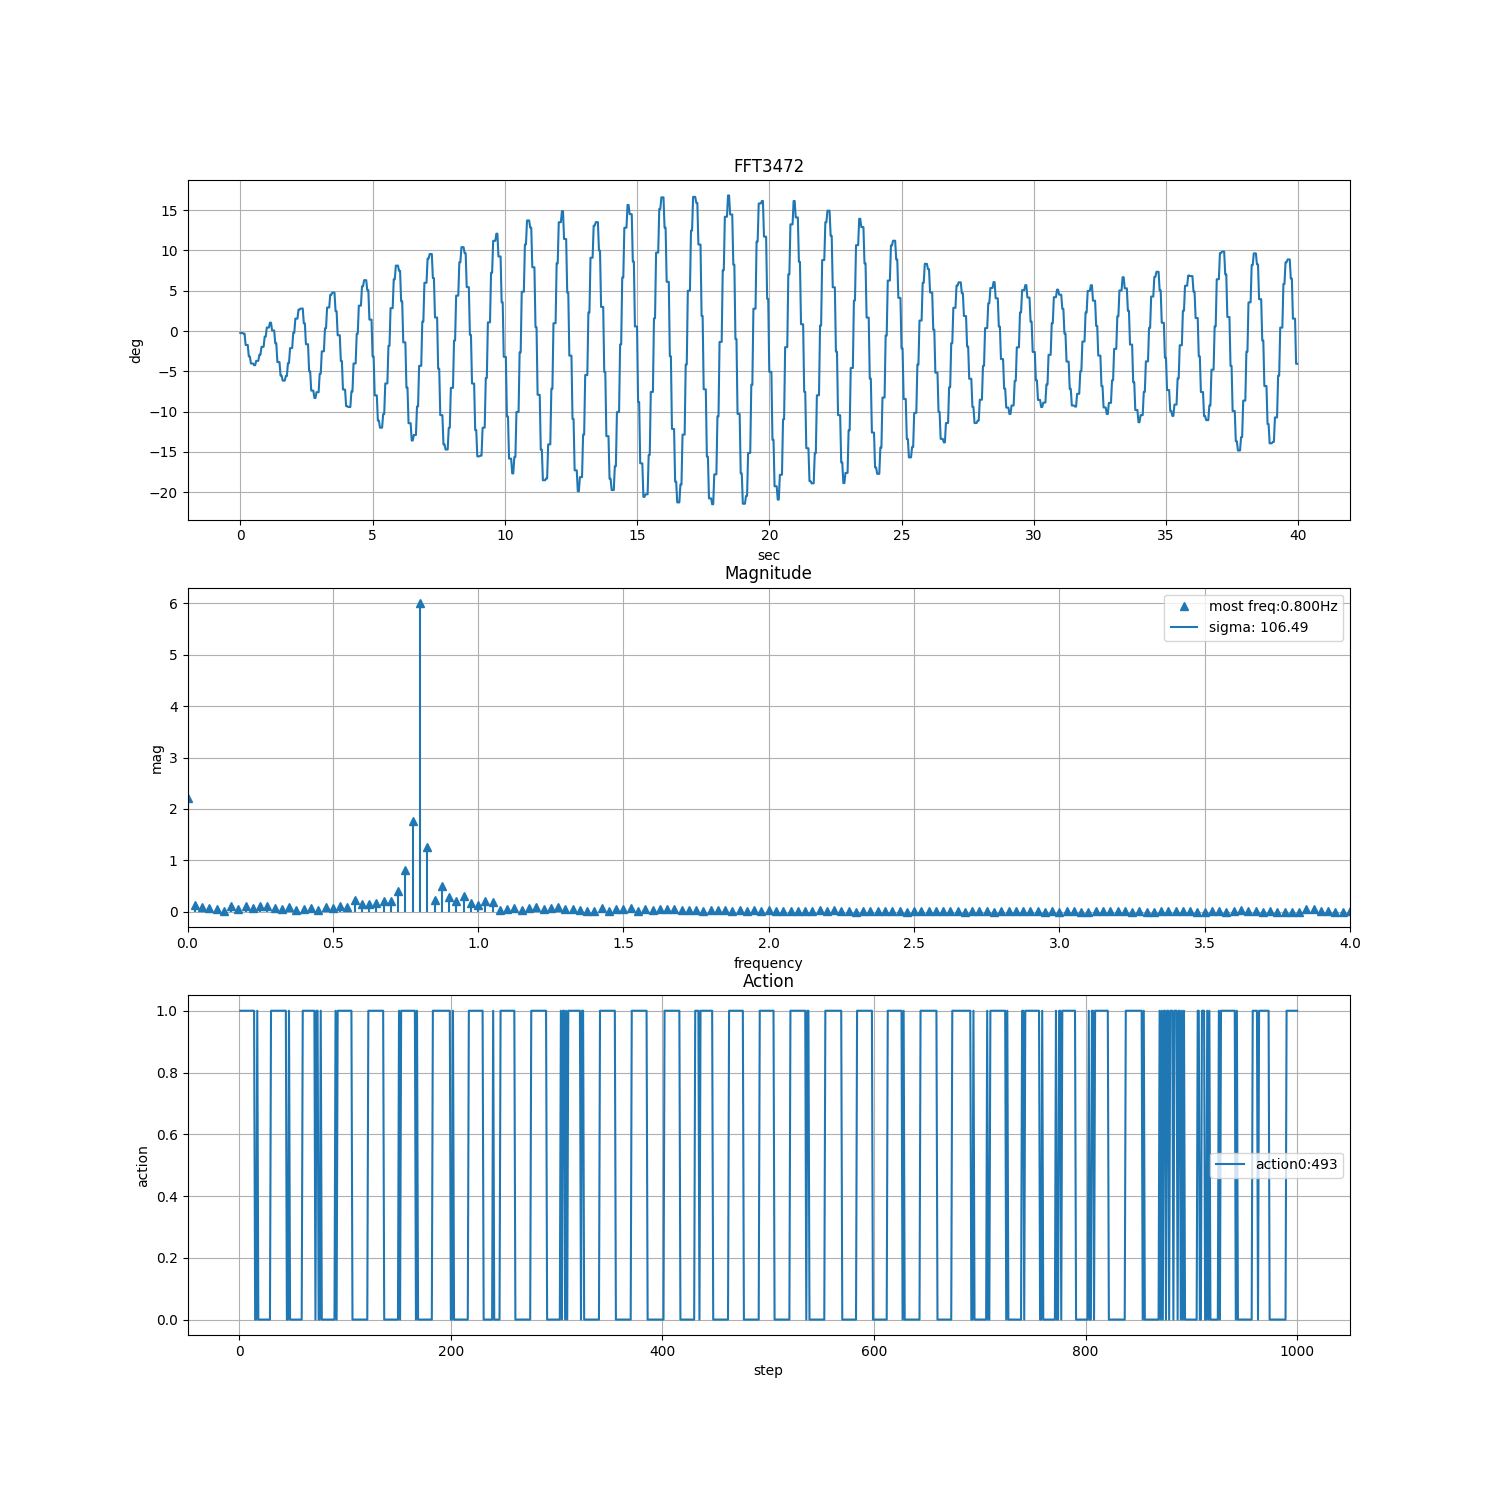 FFT3472
deg
15
10
5
0
−5
−10
−15
−20
0 5 10 15 20 25 30 35 40
sec
Magnitude
mag
6
5
4
3
2
1
0
most freq:0.800Hz
sigma: 106.49
0.0 0.5 1.0 1.5 2.0 2.5 3.0 3.5 4.0
frequency
Action
action
1.0
0.8
0.6
0.4
0.2
0.0
action0:493
0 200 400 600 800 1000
step